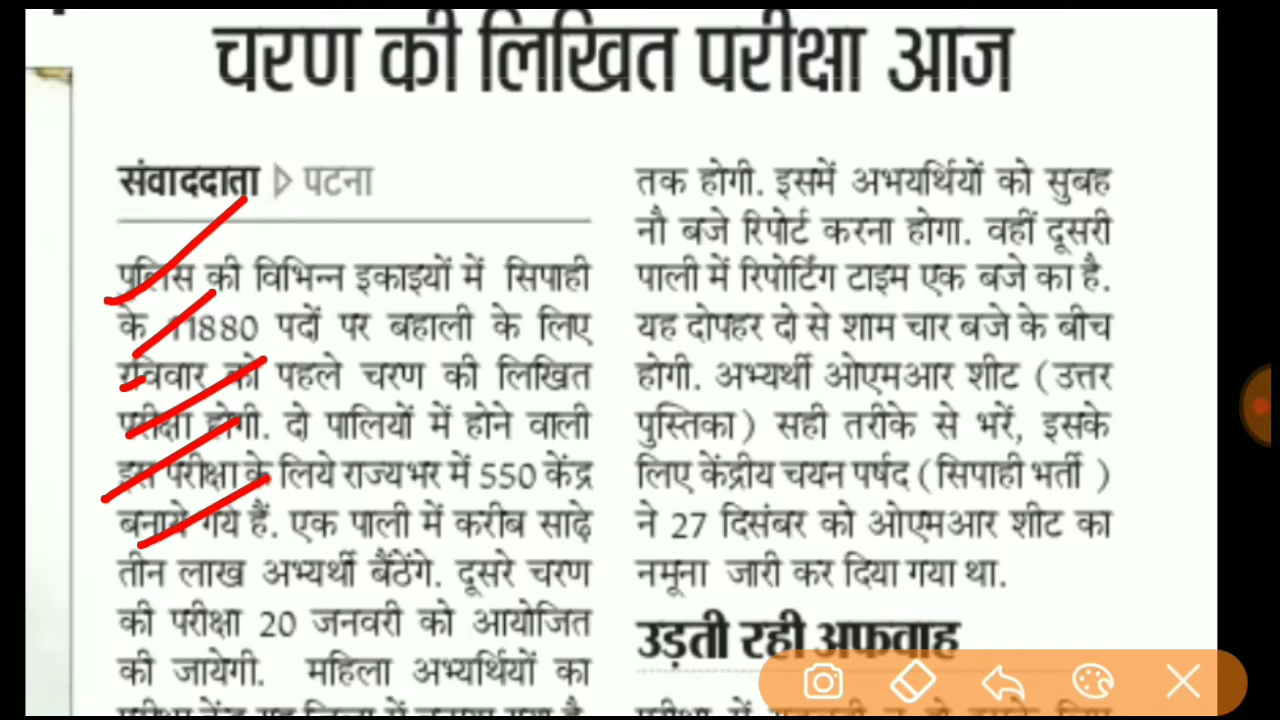 चरण की लिखित परीक्षा आज
संवाददाता ▷ पटना
पुलिस की विभिन्न इकाइयों में सिपाही
के 11880 पदों पर बहाली के लिए
रविवार को पहले चरण की लिखित
परीक्षा होगी. दो पालियों में होने वाली
इस परीक्षा के लिये राज्यभर में 550 केंद्र
बनाये गये हैं. एक पाली में करीब साढ़े
तीन लाख अभ्यर्थी बैंठेंगे. दूसरे चरण
की परीक्षा 20 जनवरी को आयोजित
की जायेगी. महिला अभ्यर्थियों का
तक होगी. इसमें अभयर्थियों को सुबह
नौ बजे रिपोर्ट करना होगा. वहीं दूसरी
पाली में रिपोर्टिंग टाइम एक बजे का है.
यह दोपहर दो से शाम चार बजे के बीच
होगी. अभ्यर्थी ओएमआर शीट (उत्तर
पुस्तिका) सही तरीके से भरें, इसके
लिए केंद्रीय चयन पर्षद (सिपाही भर्ती )
ने 27 दिसंबर को ओएमआर शीट का
नमूना जारी कर दिया गया था.
उड़ती रही अफवाह